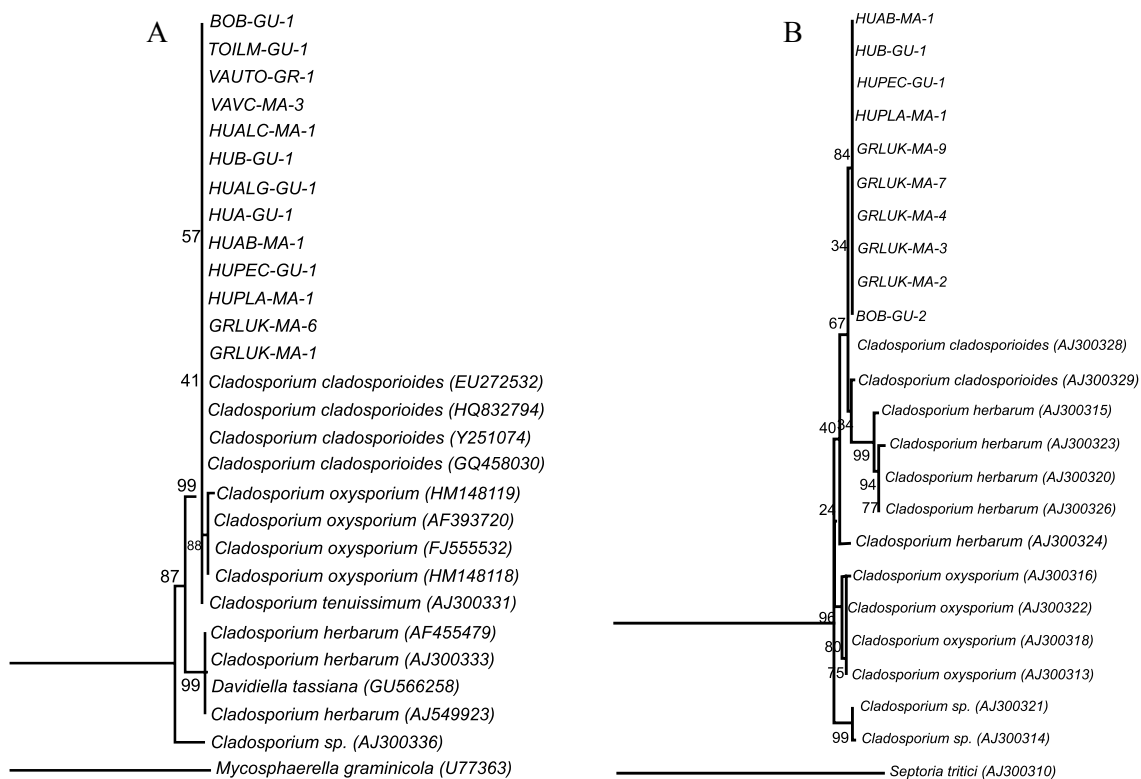 A
BOB-GU-1
TOILM-GU-1
VAUTO-GR-1
VAVC-MA-3
HUALC-MA-1
HUB-GU-1
HUALG-GU-1
HUA-GU-1
57
HUAB-MA-1
HUPEC-GU-1
HUPLA-MA-1
GRLUK-MA-6
GRLUK-MA-1
41
Cladosporium cladosporioides (EU272532)
Cladosporium cladosporioides (HQ832794)
Cladosporium cladosporioides (Y251074)
Cladosporium cladosporioides (GQ458030)
99
Cladosporium oxysporium (HM148119)
Cladosporium oxysporium (AF393720)
88
Cladosporium oxysporium (FJ555532)
Cladosporium oxysporium (HM148118)
87
Cladosporium tenuissimum (AJ300331)
Cladosporium herbarum (AF455479)
Cladosporium herbarum (AJ300333)
99
Davidiella tassiana (GU566258)
Cladosporium herbarum (AJ549923)
Cladosporium sp. (AJ300336)
Mycosphaerella graminicola (U77363)
B
HUAB-MA-1
HUB-GU-1
HUPEC-GU-1
HUPLA-MA-1
84
GRLUK-MA-9
GRLUK-MA-7
GRLUK-MA-4
34
GRLUK-MA-3
GRLUK-MA-2
67
BOB-GU-2
Cladosporium cladosporioides (AJ300328)
Cladosporium cladosporioides (AJ300329)
Cladosporium herbarum (AJ300315)
40
84
Cladosporium herbarum (AJ300323)
99
Cladosporium herbarum (AJ300320)
94
Cladosporium herbarum (AJ300326)
77
24
Cladosporium herbarum (AJ300324)
Cladosporium oxysporium (AJ300316)
Cladosporium oxysporium (AJ300322)
96
Cladosporium oxysporium (AJ300318)
80
Cladosporium oxysporium (AJ300313)
75
Cladosporium sp. (AJ300321)
Cladosporium sp. (AJ300314)
99
Septoria tritici (AJ300310)